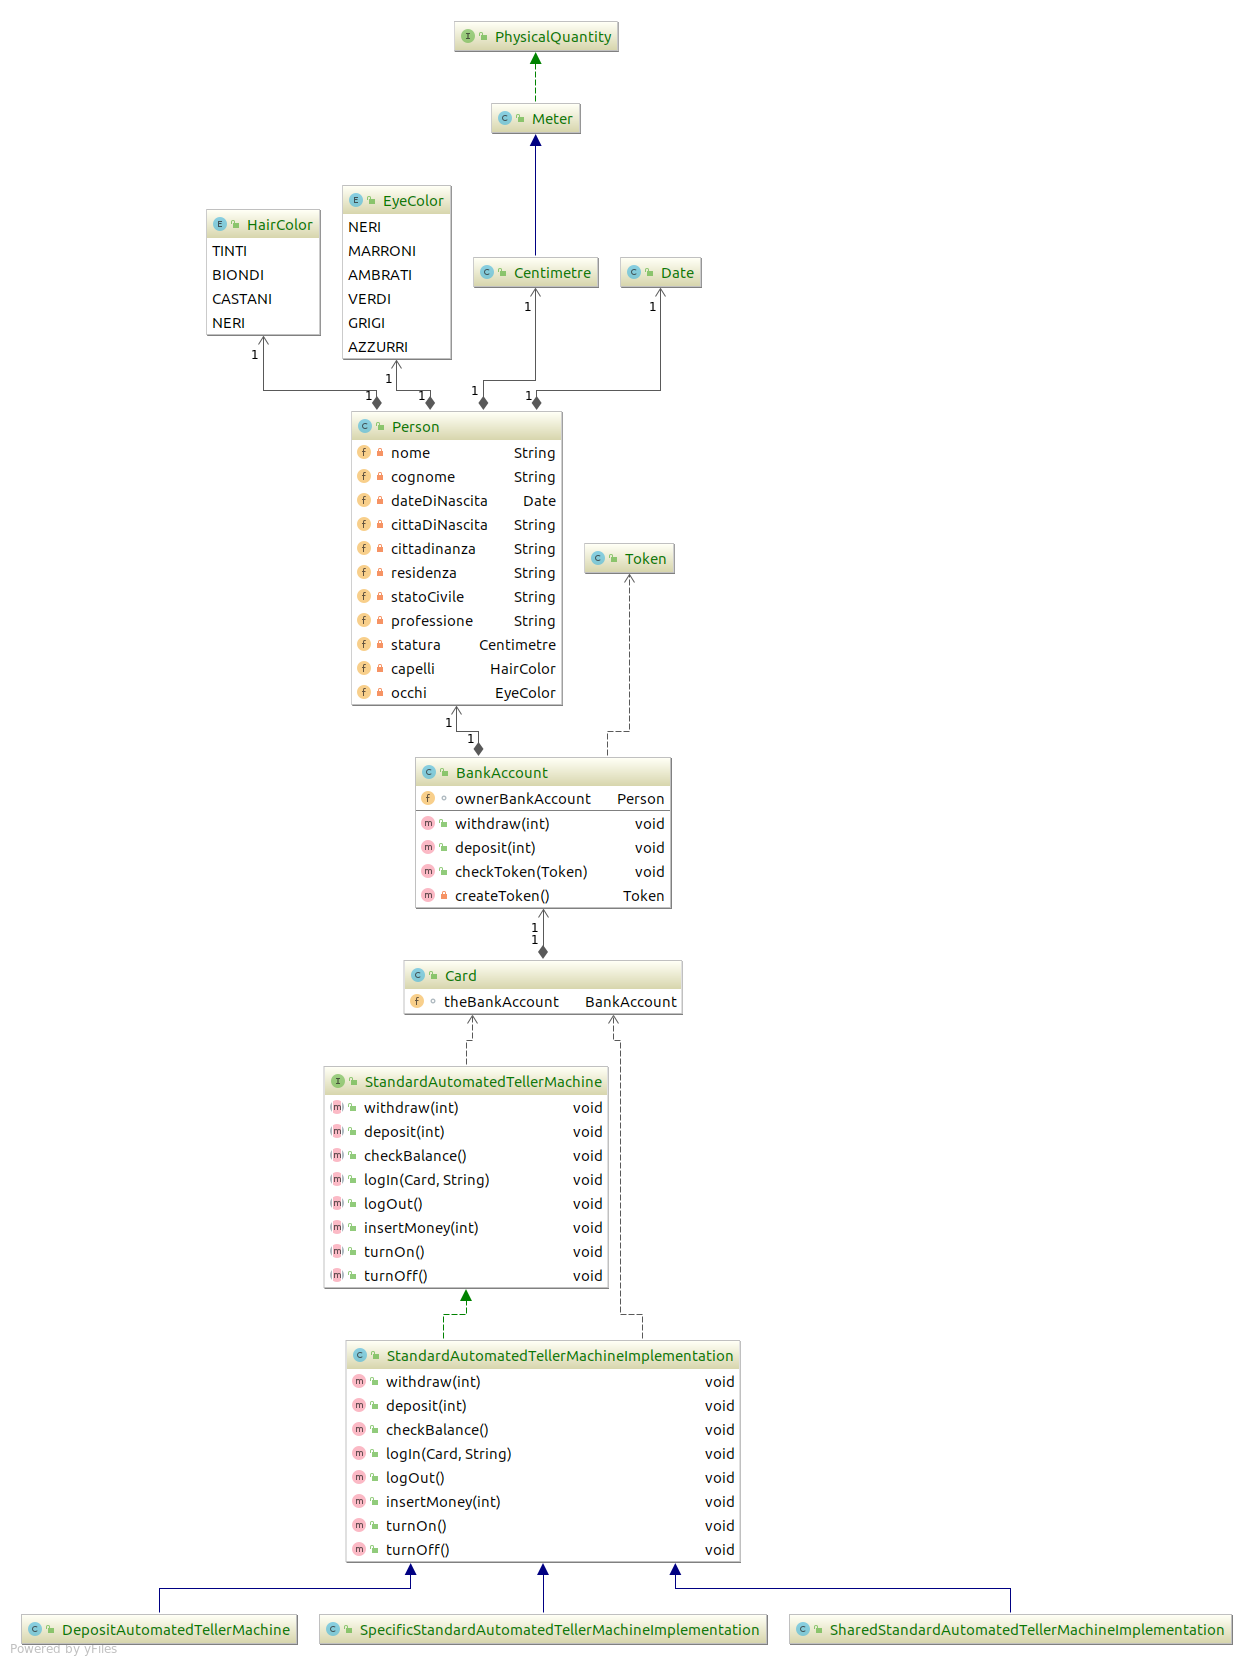 PhysicalQuantity
Meter
HairColor
TINTI
BIONDI
CASTANI
NERI
EyeColor
NERI
MARRONI
AMBRATI
VERDI
GRIGI
AZZURRI
Centimetre
Date
1
1
1
1
1
1
1
1
Person
nome String
cognome String
dateDiNascita Date
cittaDiNascita String
cittadinanza String
residenza String
statoCivile String
professione String
statura Centimetre
capelli HairColor
occhi EyeColor
Token
1
1
BankAccount
ownerBankAccount Person
withdraw(int) void
deposit(int) void
checkToken(Token) void
createToken() Token
1
1
Card
theBankAccount BankAccount
StandardAutomatedTellerMachine
withdraw(int) void
deposit(int) void
checkBalance() void
logIn(Card, String) void
logOut() void
insertMoney(int) void
turnOn() void
turnOff() void
StandardAutomatedTellerMachineImplementation
withdraw(int) void
deposit(int) void
checkBalance() void
logIn(Card, String) void
logOut() void
insertMoney(int) void
turnOn() void
turnOff() void
DepositAutomatedTellerMachine
SpecificStandardAutomatedTellerMachineImplementation
SharedStandardAutomatedTellerMachineImplementation
Powered by yFiles